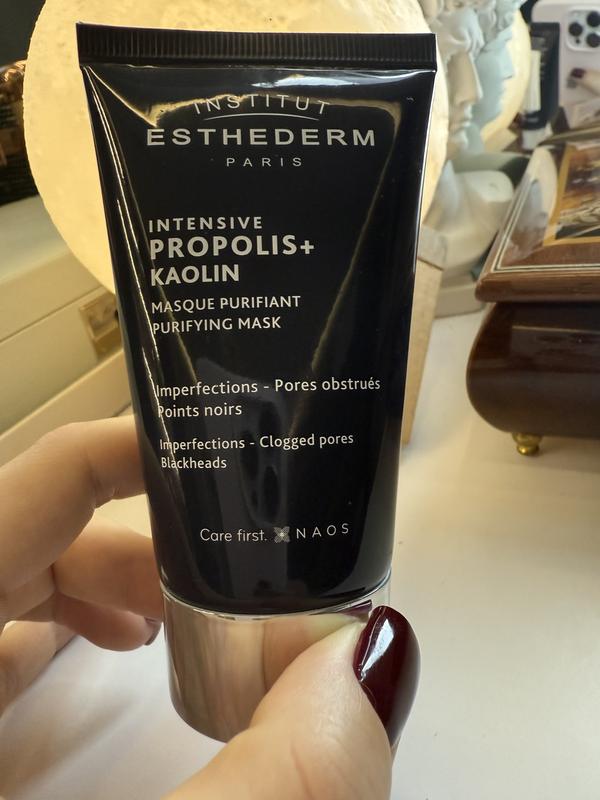 INSTITUT
ESTHEDERM
PARIS
INTENSIVE
PROPOLIS+
KAOLIN
MASQUE PURIFIANT
PURIFYING MASK
Imperfections - Pores obstrués
Points noirs
Imperfections - Clogged pores
Blackheads
Care first. NAOS